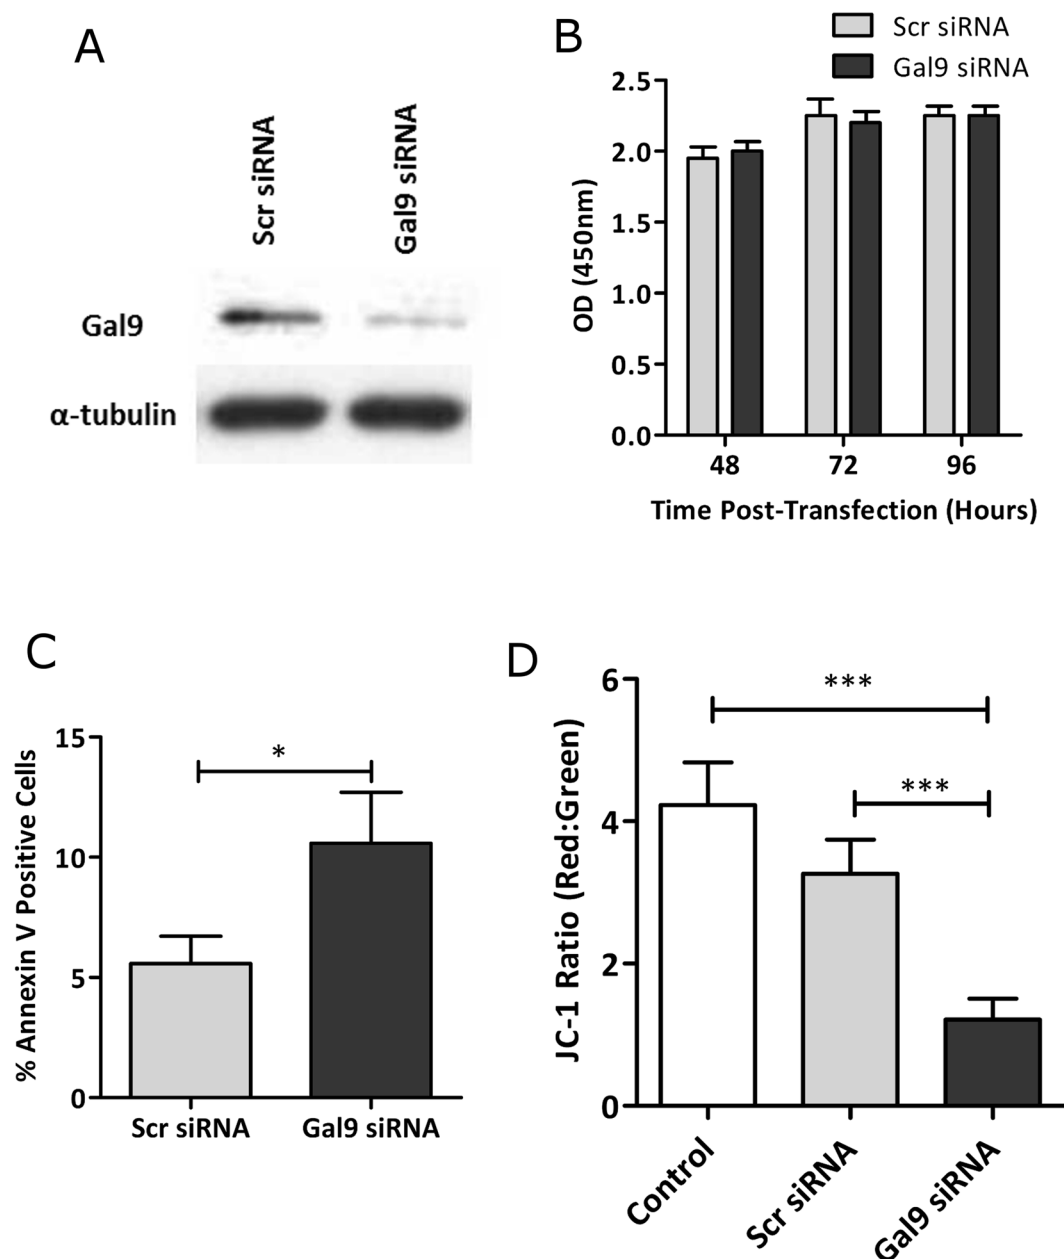 A
Scr siRNA
Gal9 siRNA
Gal9
α-tubulin
B
Scr siRNA
Gal9 siRNA
OD (450nm)
2.5
2.0
1.5
1.0
0.5
0.0
48 72 96
Time Post-Transfection (Hours)
C
% Annexin V Positive Cells
15
10
5
0
*
Scr siRNA Gal9 siRNA
D
JC-1 Ratio (Red:Green)
6
4
2
0
***
***
Control
Scr siRNA
Gal9 siRNA